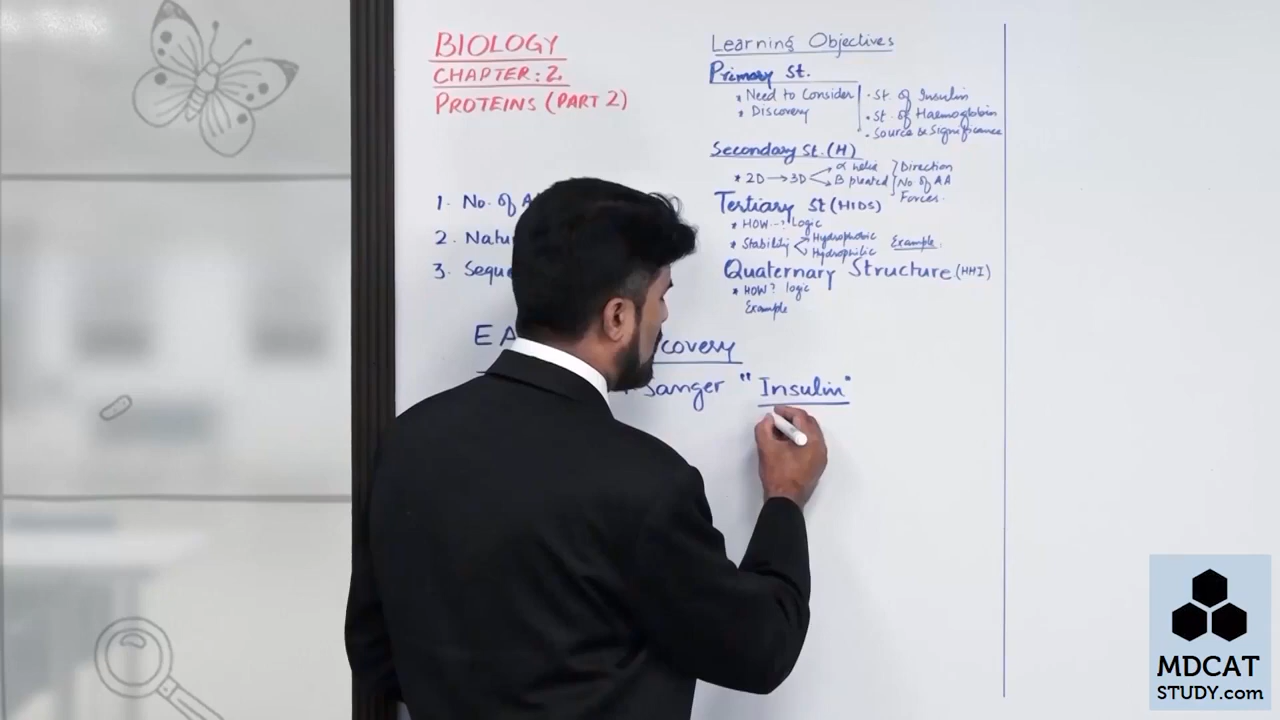 BIOLOGY
CHAPTER: 2.
PROTEINS (PART 2)
1. No. of A
2. Natu
3. Seque
E A
covery
Sanger "Insulin"
Learning Objectives
Primary St.
* Need to Consider
* Discovery
• St. of Insulin
• St. of Haemoglobin
• Source & Significance
Secondary St. (H)
* 2D → 3D
α helix
B pleated
Direction
No of AA
Forces.
Tertiary St (HIDS)
* HOW → Logic
* Stability
Hydrophobic
Hydrophilic
Example.
Quaternary Structure (HHI)
* HOW? logic
Example
MDCAT
STUDY.com